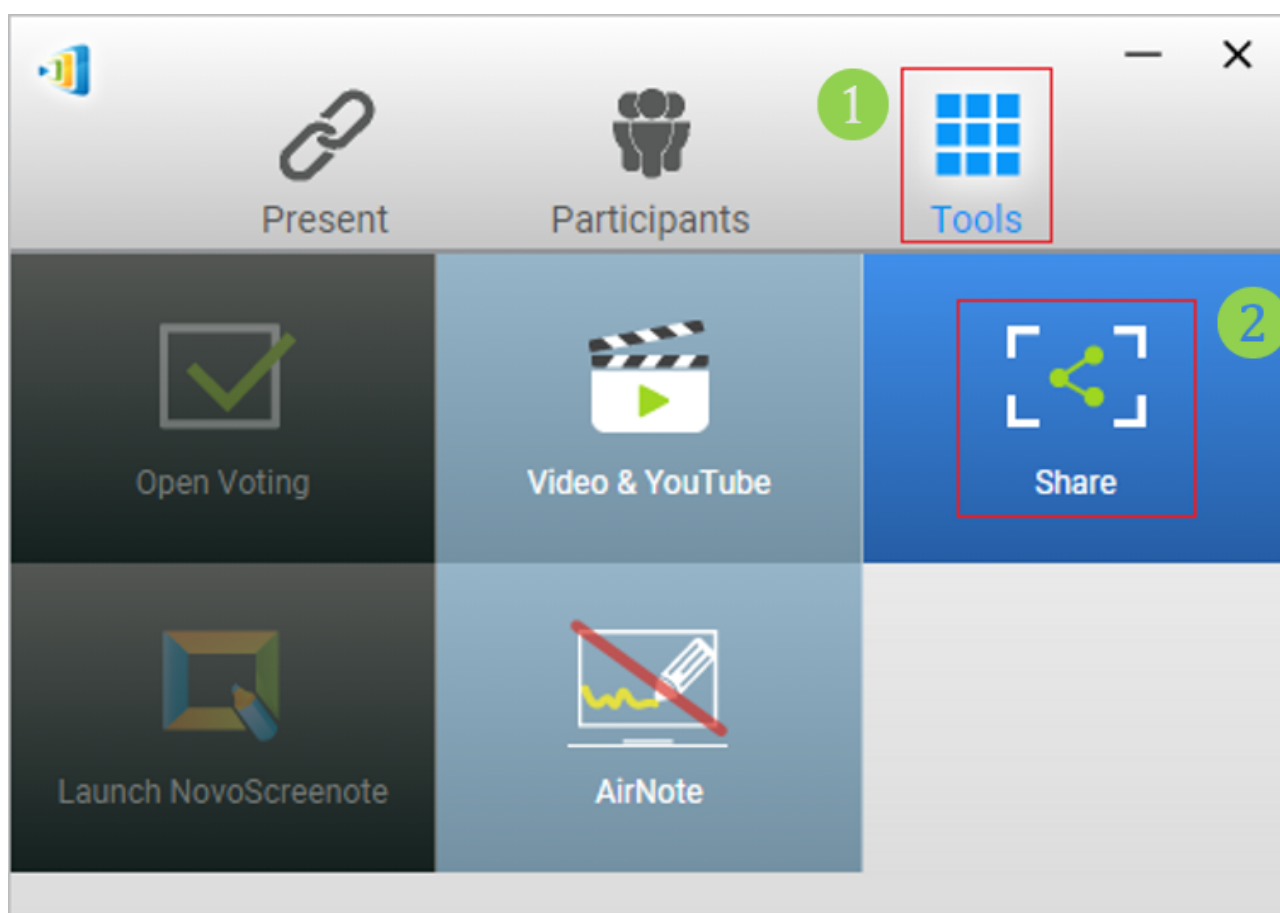 1
Present
Participants
Tools
2
Open Voting
Video & YouTube
Share
Launch NovoScreenote
AirNote